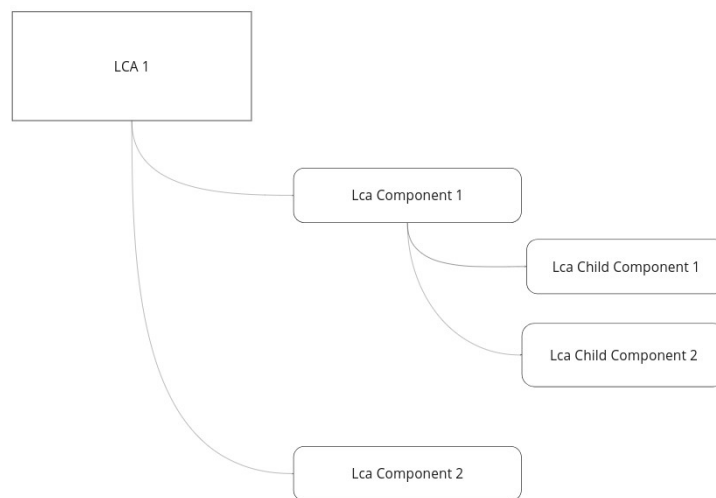 LCA 1
Lca Component 1
Lca Child Component 1
Lca Child Component 2
Lca Component 2